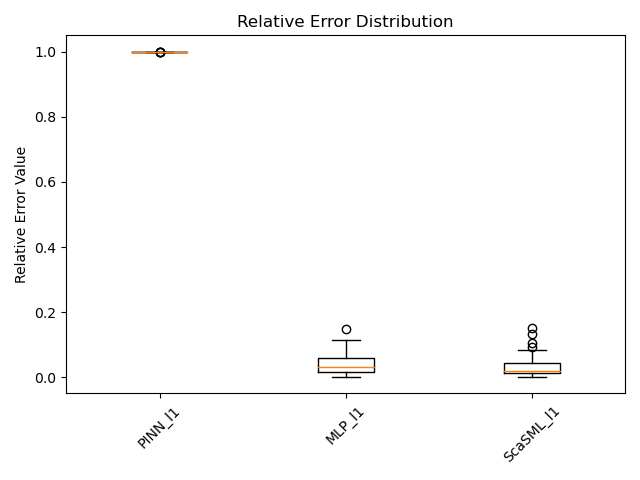 Relative Error Distribution
Relative Error Value
1.0
0.8
0.6
0.4
0.2
0.0
PINN_l1
MLP_l1
ScaSML_l1